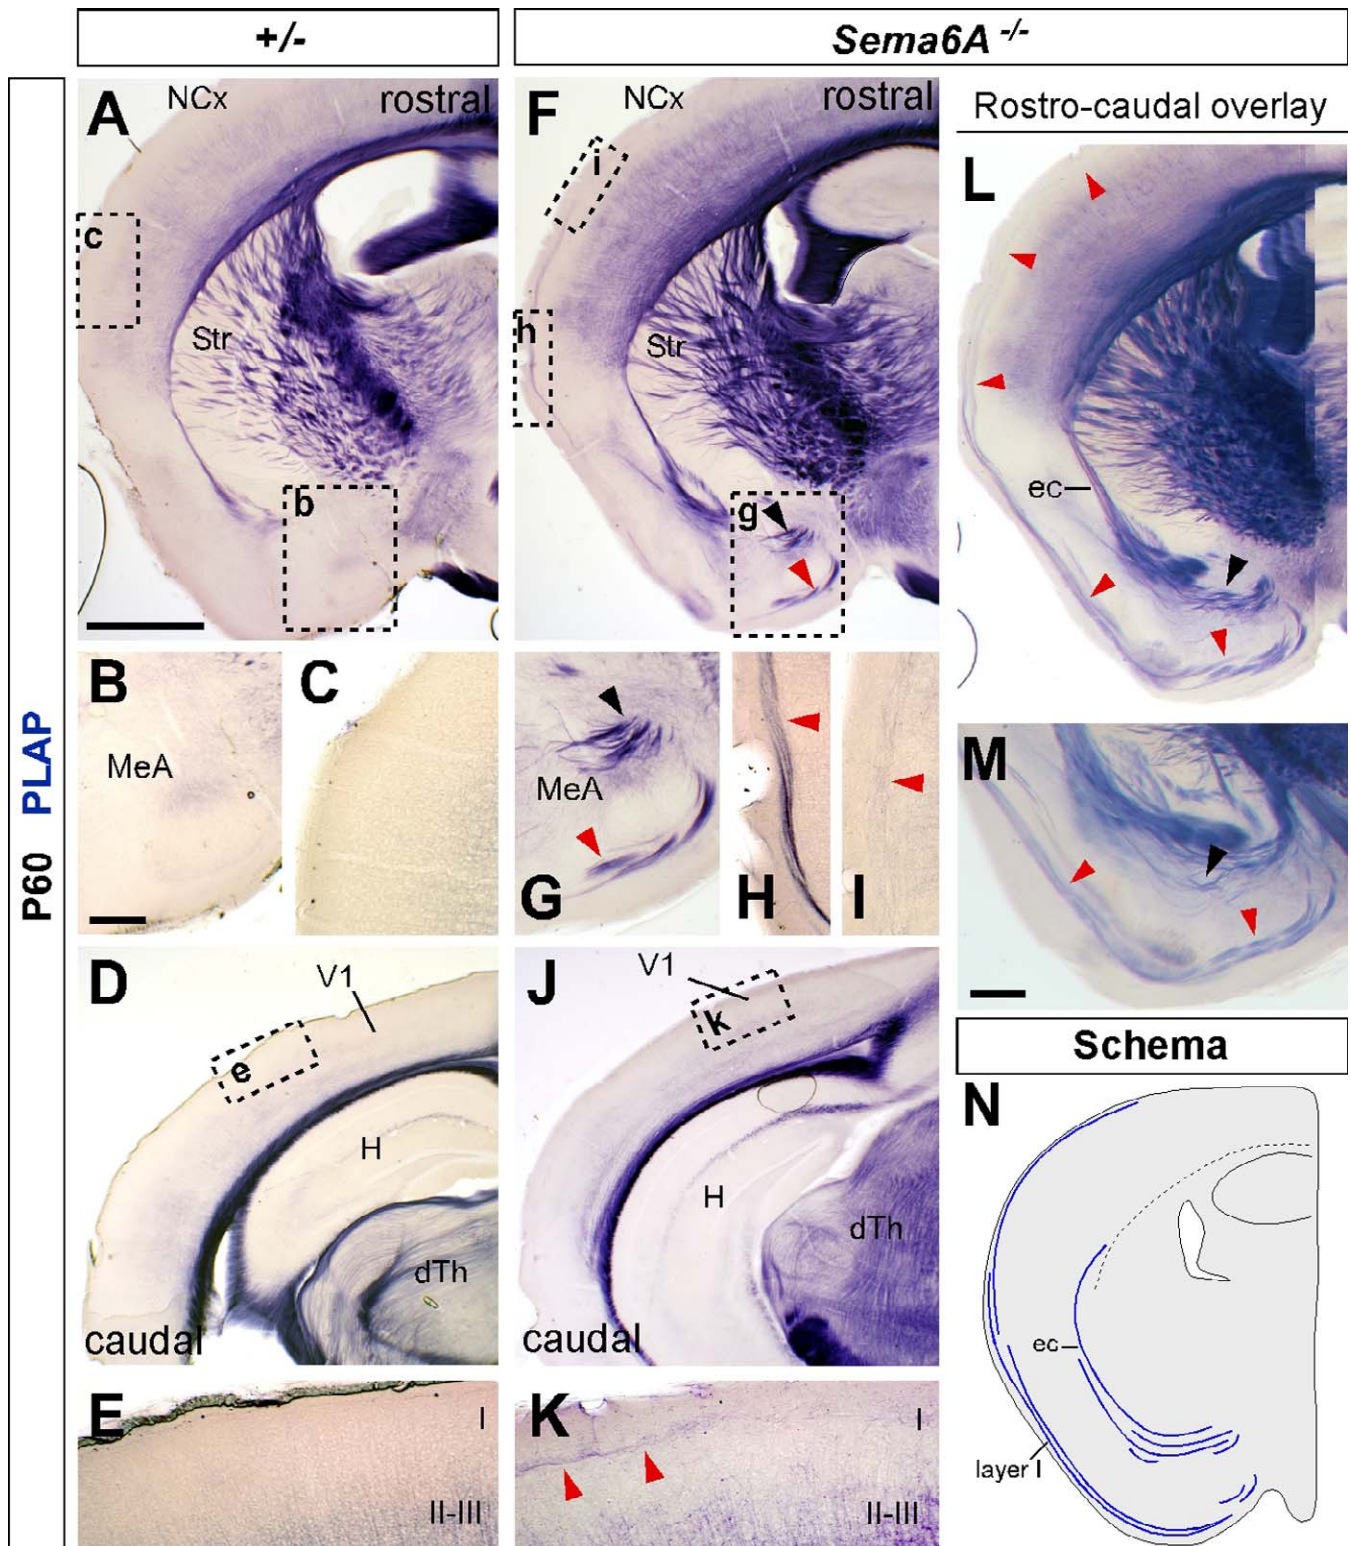 +/-
Sema6A -/-
P60 PLAP
A
NCx
rostral
c
Str
b
F
NCx
rostral
i
h
Str
g
Rostro-caudal overlay
L
ec
B
MeA
C
G
MeA
H
I
M
D
V1
e
H
dTh
caudal
J
V1
k
H
dTh
caudal
Schema
N
ec
layer I
E
I
II-III
K
I
II-III